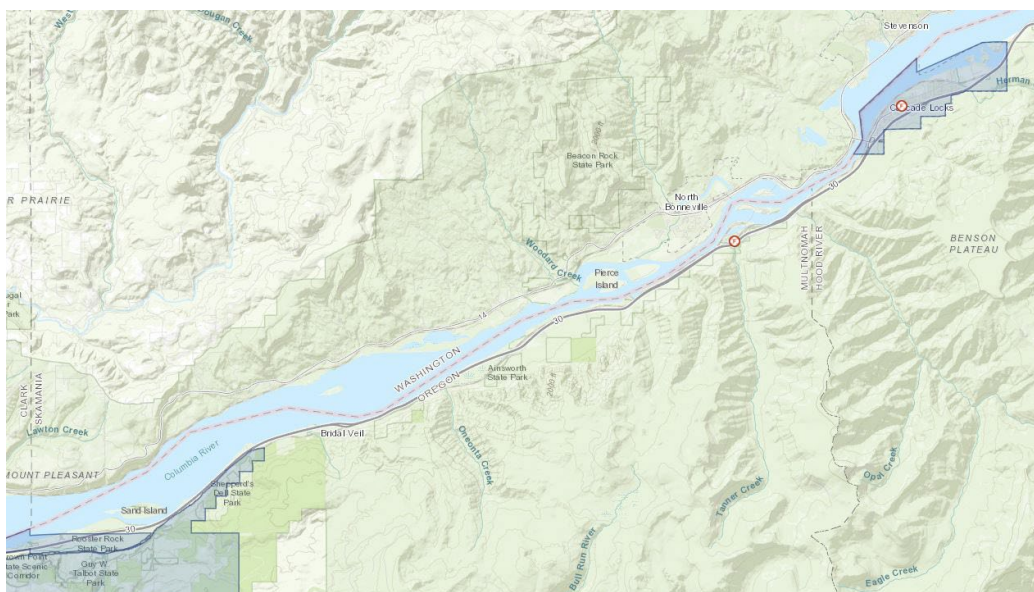 Stevenson
Herman
Cascade Locks
Beacon Rock
State Park
R PRAIRIE
North
Bonneville
30
BENSON
PLATEAU
MULTNOMAH
HOOD RIVER
Woodard Creek
Pierce
Island
14
30
WASHINGTON
OREGON
Ainsworth
State Park
CLARK
SKAMANIA
Lawton Creek
Bridal Veil
Oneonta Creek
Columbia River
MOUNT PLEASANT
Opal Creek
Shepperd's
Dell State
Park
Tanner Creek
Sand Island
30
Rooster Rock
State Park
Guy W
Talbot State
Park
Bull Run River
Eagle Creek